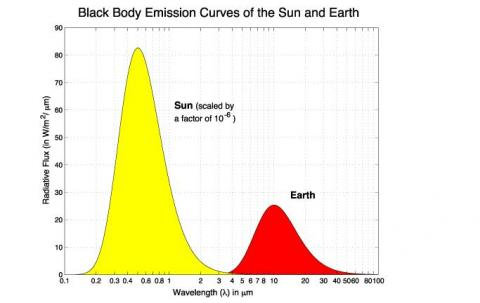 Black Body Emission Curves of the Sun and Earth
90
80
70
60
50
40
30
20
10
0
Radiative Flux (in W/m² / μm)
Sun (scaled by
a factor of 10⁻⁶ )
Earth
0.1 0.2 0.3 0.4 0.6 0.8 1 2 3 4 5 6 7 8 10 20 30 40 50 60 80 100
Wavelength (λ) in μm